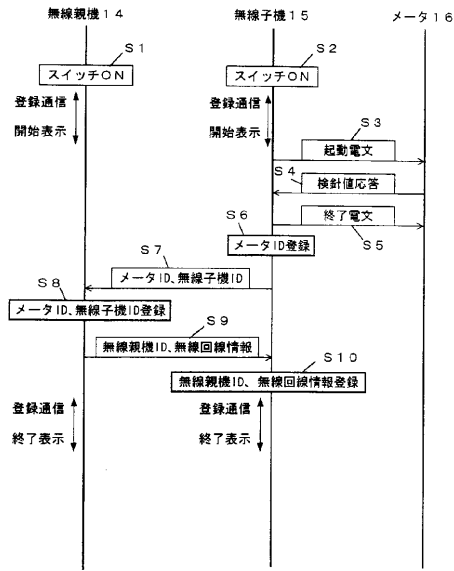 無線親機14
無線子機15
メータ16
S1
S2
スイッチON
スイッチON
登録通信
開始表示
登録通信
開始表示
S3
起動電文
S4
検針値応答
終了電文
S5
S6
メータID登録
S7
メータID、無線子機ID
S8
メータID、無線子機ID登録
S9
無線親機ID、無線回線情報
S10
無線親機ID、無線回線情報登録
登録通信
終了表示
登録通信
終了表示